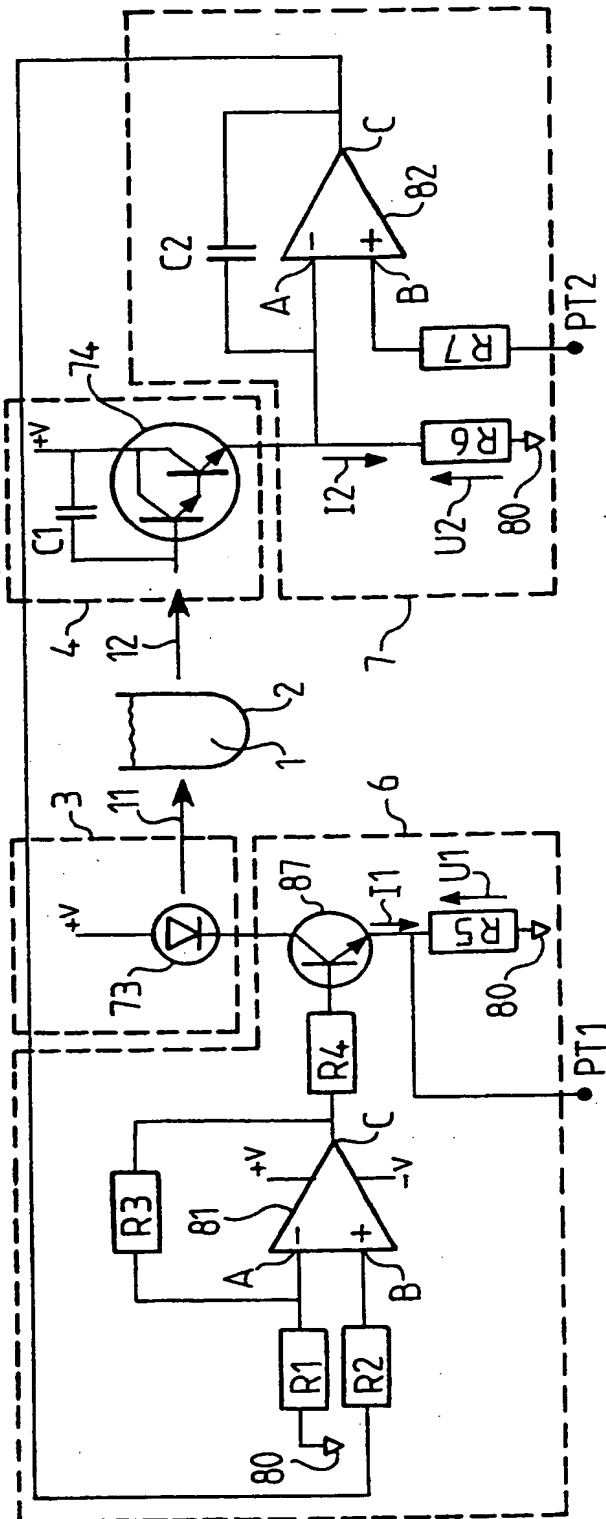 3
+V
73
11
1
2
12
4
+V
C1
74
C2
A
B
-
+
C
82
R7
PT2
I2
R6
U2
80
7
6
87
I1
R5
U1
80
PT1
R4
R3
+V
81
-V
C
A
B
-
+
R1
R2
80